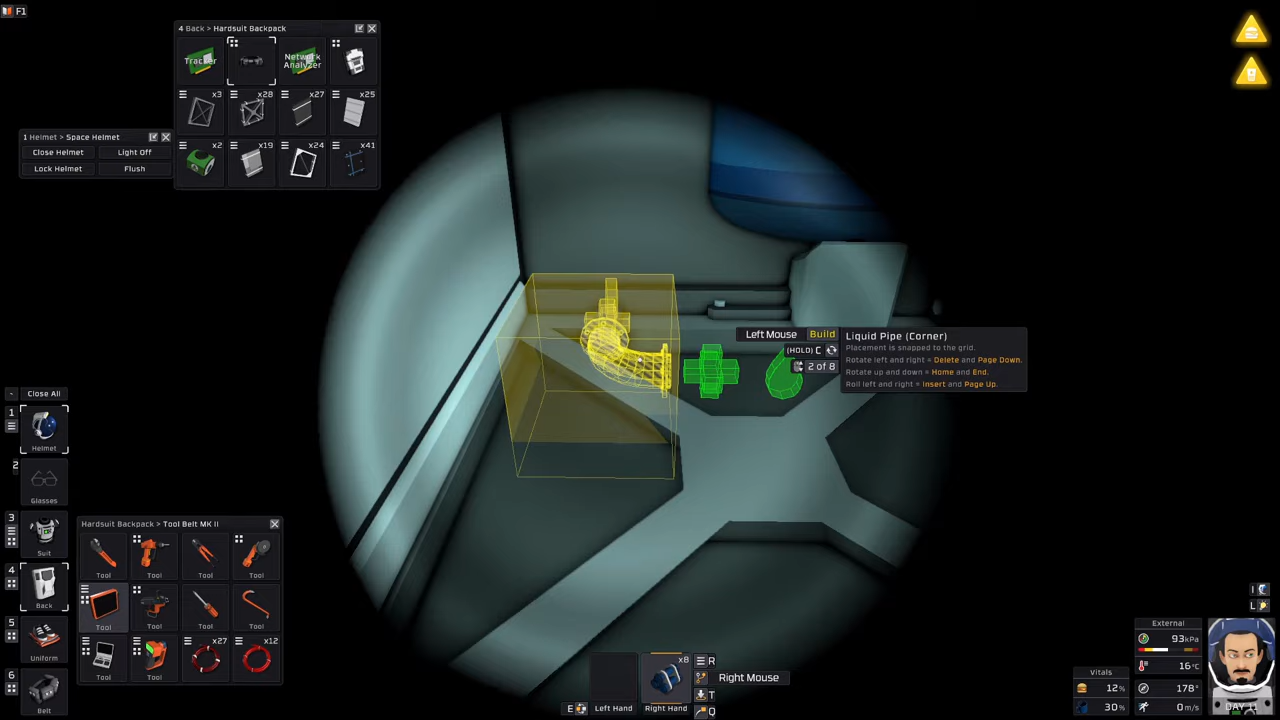 F1
4 Back > Hardsuit Backpack
Tracker
Network Analyzer
x3
x28
x27
x25
x2
x19
x24
x41
1 Helmet > Space Helmet
Close Helmet
Light Off
Lock Helmet
Flush
Left Mouse
Build
(HOLD) C
2 of 8
Liquid Pipe (Corner)
Placement is snapped to the grid.
Rotate left and right = Delete and Page Down.
Rotate up and down = Home and End.
Roll left and right = Insert and Page Up.
-
Close All
1
Helmet
2
Glasses
3
Suit
4
Back
5
Uniform
6
Belt
Hardsuit Backpack > Tool Belt MK II
Tool
Tool
Tool
Tool
Tool
Tool
Tool
Tool
x27
x12
Tool
Tool
Tool
Tool
E
Left Hand
x8
Right Hand
R
T
Q
Right Mouse
I
L
External
93kPa
16°C
178°
0m/s
Vitals
12%
30%
DAY 11